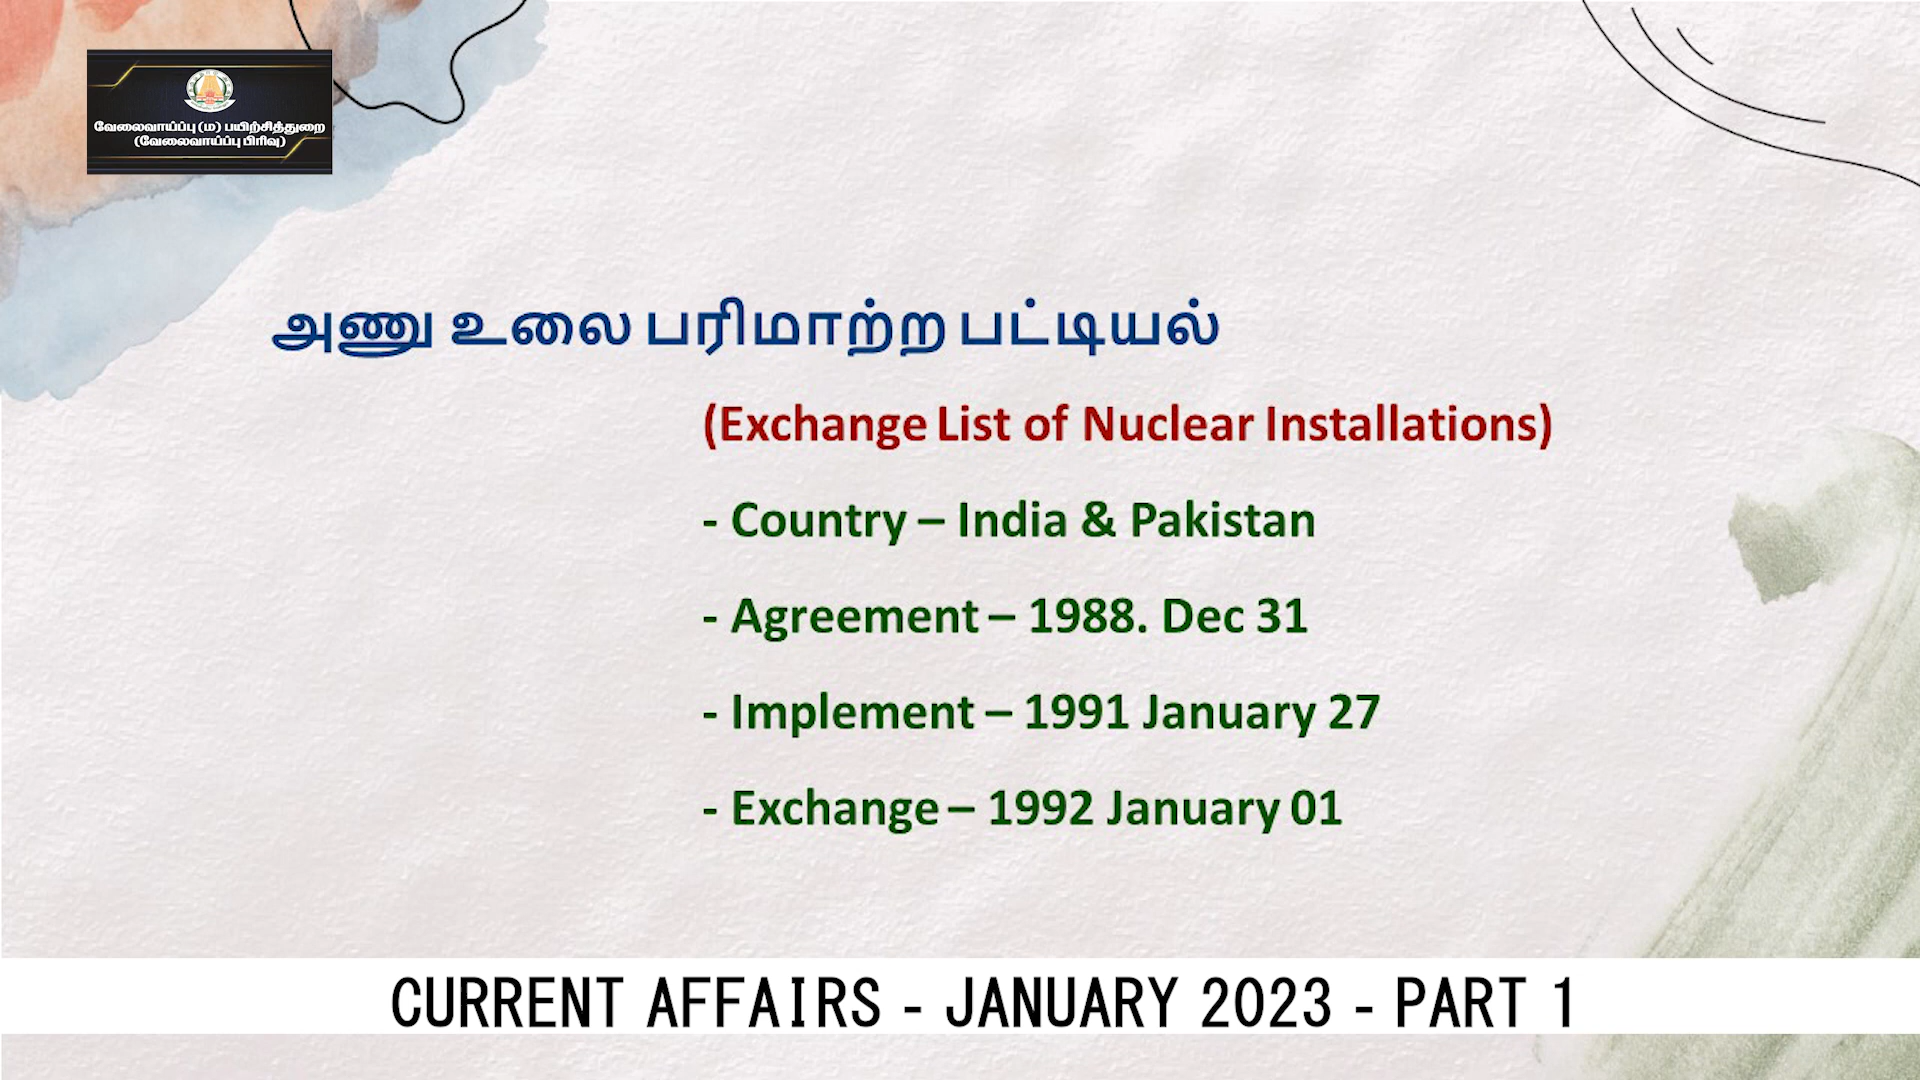 வேலைவாய்ப்பு (ம) பயிற்சித்துறை
(வேலைவாய்ப்பு பிரிவு)
அணு உலை பரிமாற்ற பட்டியல்
(Exchange List of Nuclear Installations)
- Country – India & Pakistan
- Agreement – 1988. Dec 31
- Implement – 1991 January 27
- Exchange – 1992 January 01
CURRENT AFFAIRS - JANUARY 2023 - PART 1